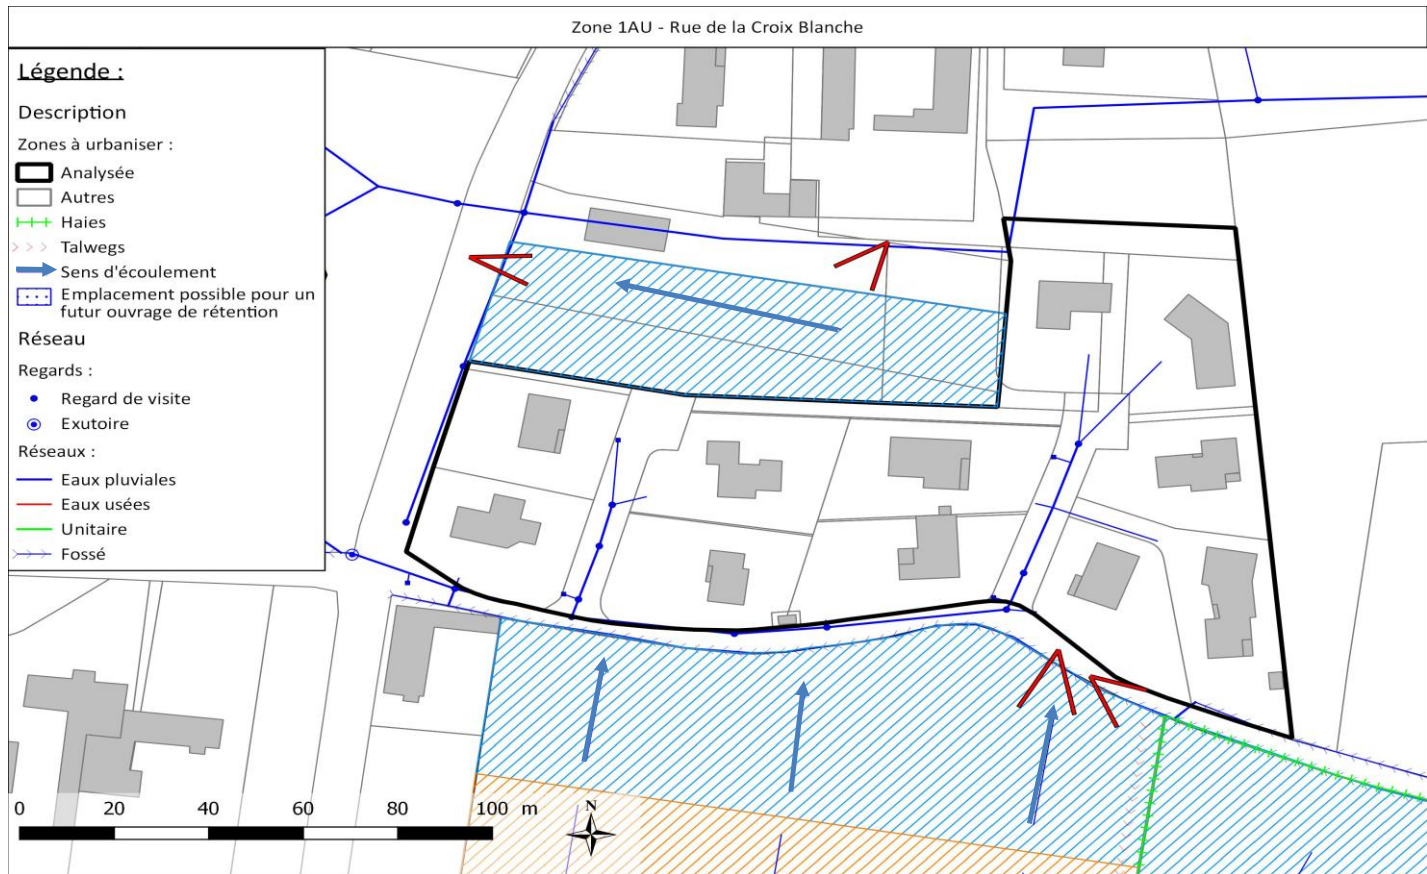 Zone 1AU - Rue de la Croix Blanche
Légende :
Description
Zones à urbaniser :
Analysée
Autres
Haies
Talwegs
Sens d'écoulement
Emplacement possible pour un
futur ouvrage de rétention
Réseau
Regards :
Regard de visite
Exutoire
Réseaux :
Eaux pluviales
Eaux usées
Unitaire
Fossé
0 20 40 60 80 100 m
N